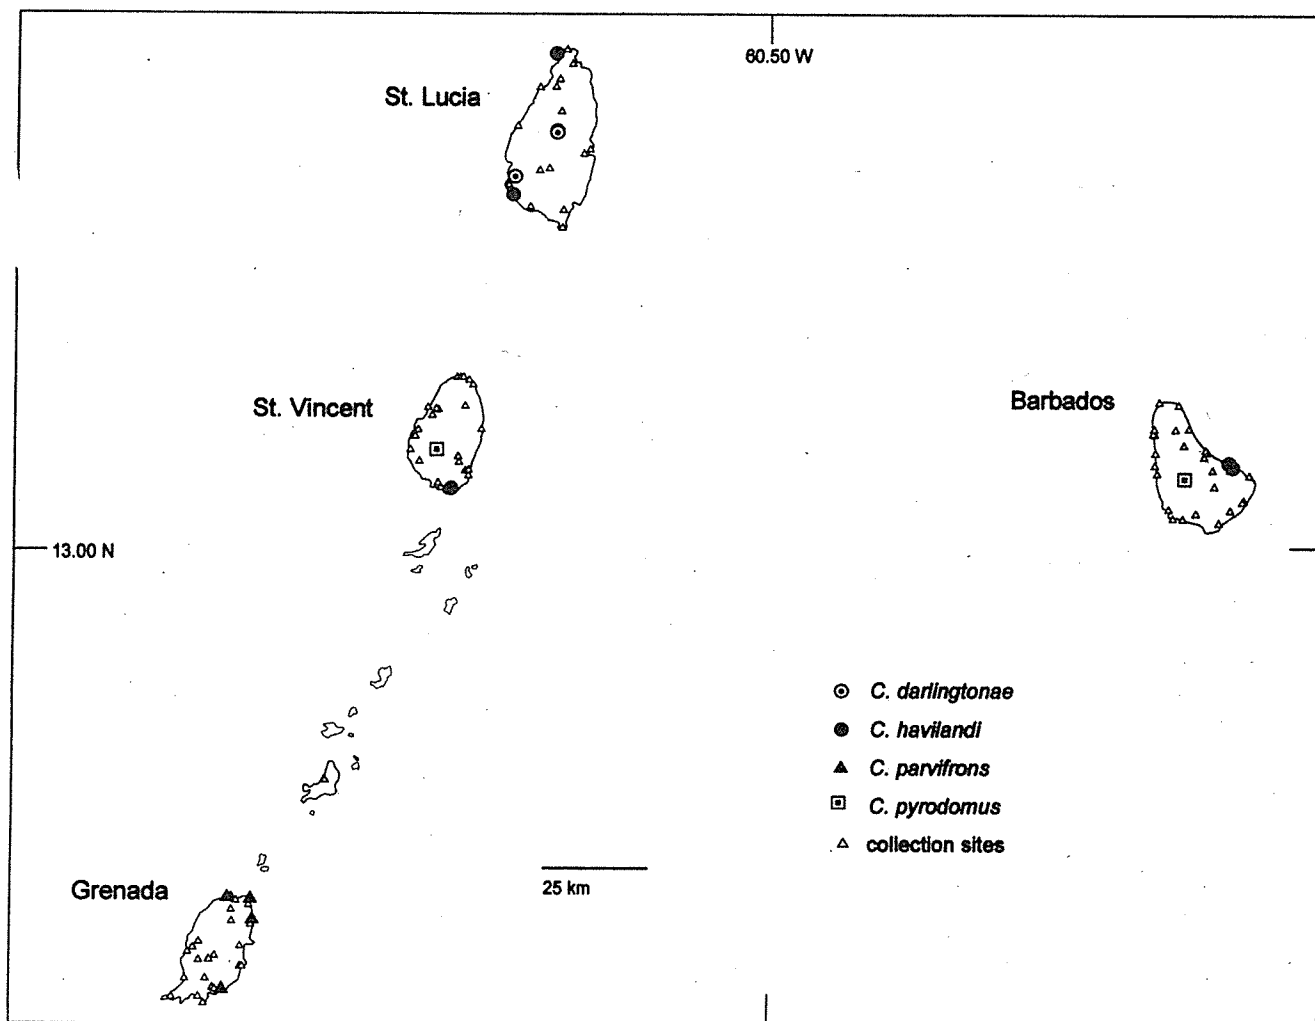 60.50 W
St. Lucia
St. Vincent
Barbados
13.00 N
C. darlingtonae
C. havilandi
C. parvifrons
C. pyrodomus
collection sites
25 km
Grenada